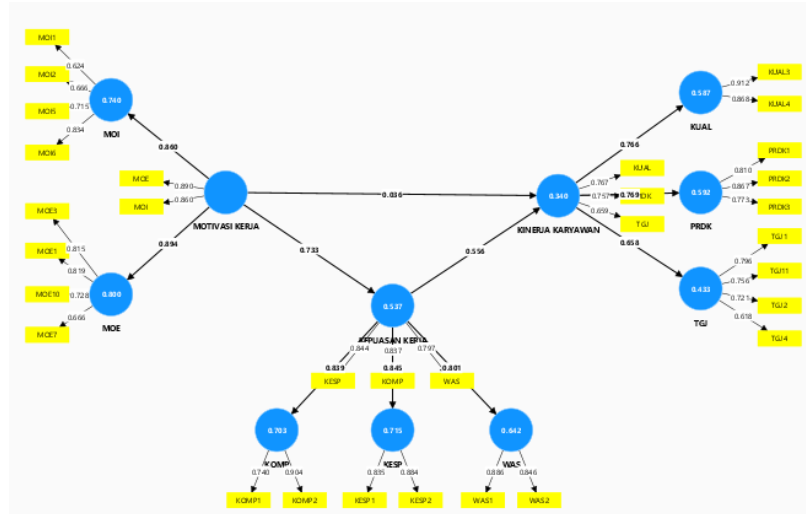 MOI1
MOI2
MOI5
MOI6
0.624
0.666
0.715
0.834
0.740
MOI
0.860
MOE
MOI
0.890
0.860
MOTIVASI KERJA
0.036
0.894
0.733
MOE3
MOE1
MOE10
MOE7
0.815
0.819
0.728
0.666
0.800
MOE
0.537
0.556
0.844
0.837
0.797
0.839
0.845
0.801
KESP
KOMP
WAS
0.703
0.715
0.642
KOMP
KESP
WAS
0.740
0.904
0.835
0.884
0.886
0.846
KOMP1
KOMP2
KESP1
KESP2
WAS1
WAS2
0.340
KINERJA KARYAWAN
0.767
0.757
0.659
KUAL
TGJ
0.766
0.769
0.658
0.587
KUAL
0.912
0.868
KUAL3
KUAL4
0.592
PRDK
0.810
0.867
0.773
PRDK1
PRDK2
PRDK3
0.433
TGJ
0.796
0.756
0.721
0.618
TGJ1
TGJ11
TGJ2
TGJ4